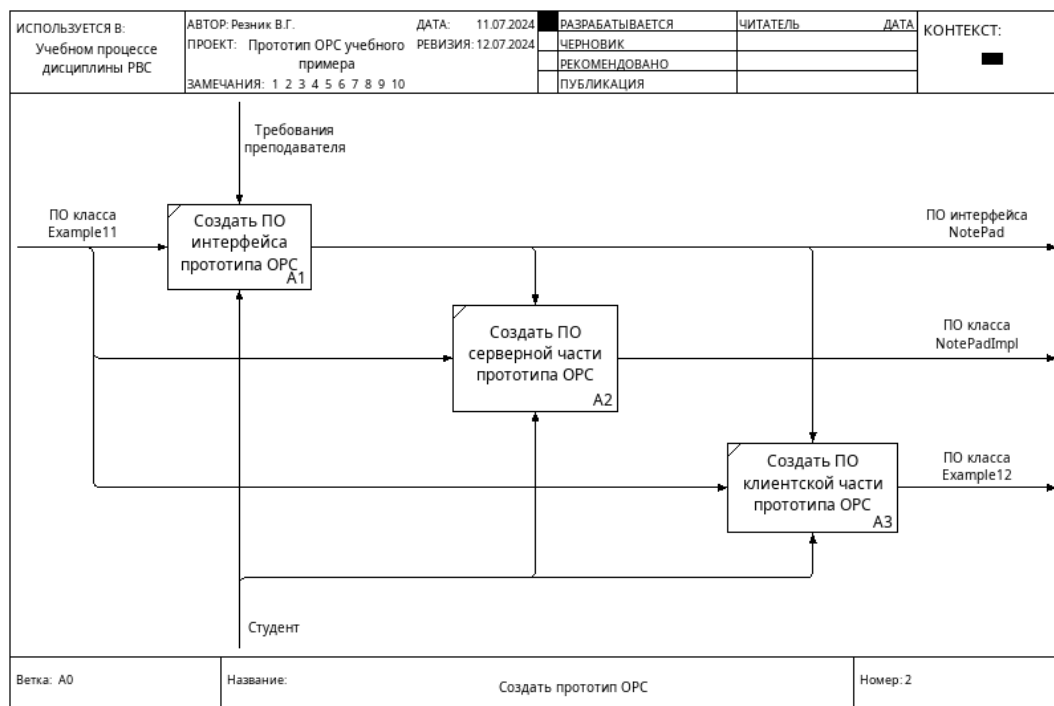 ИСПОЛЬЗУЕТСЯ В:
Учебном процессе
дисциплины РВС
АВТОР: Резник В.Г.
ДАТА: 11.07.2024
ПРОЕКТ: Прототип ОРС учебного
примера
РЕВИЗИЯ: 12.07.2024
ЗАМЕЧАНИЯ: 1 2 3 4 5 6 7 8 9 10
РАЗРАБАТЫВАЕТСЯ
ЧЕРНОВИК
РЕКОМЕНДОВАНО
ПУБЛИКАЦИЯ
ЧИТАТЕЛЬ ДАТА
КОНТЕКСТ:
Требования
преподавателя
ПО класса
Example11
Создать ПО
интерфейса
прототипа ОРС
A1
ПО интерфейса
NotePad
Создать ПО
серверной части
прототипа ОРС
A2
ПО класса
NotePadImpl
Создать ПО
клиентской части
прототипа ОРС
A3
ПО класса
Example12
Студент
Ветка: A0
Название:
Создать прототип ОРС
Номер: 2